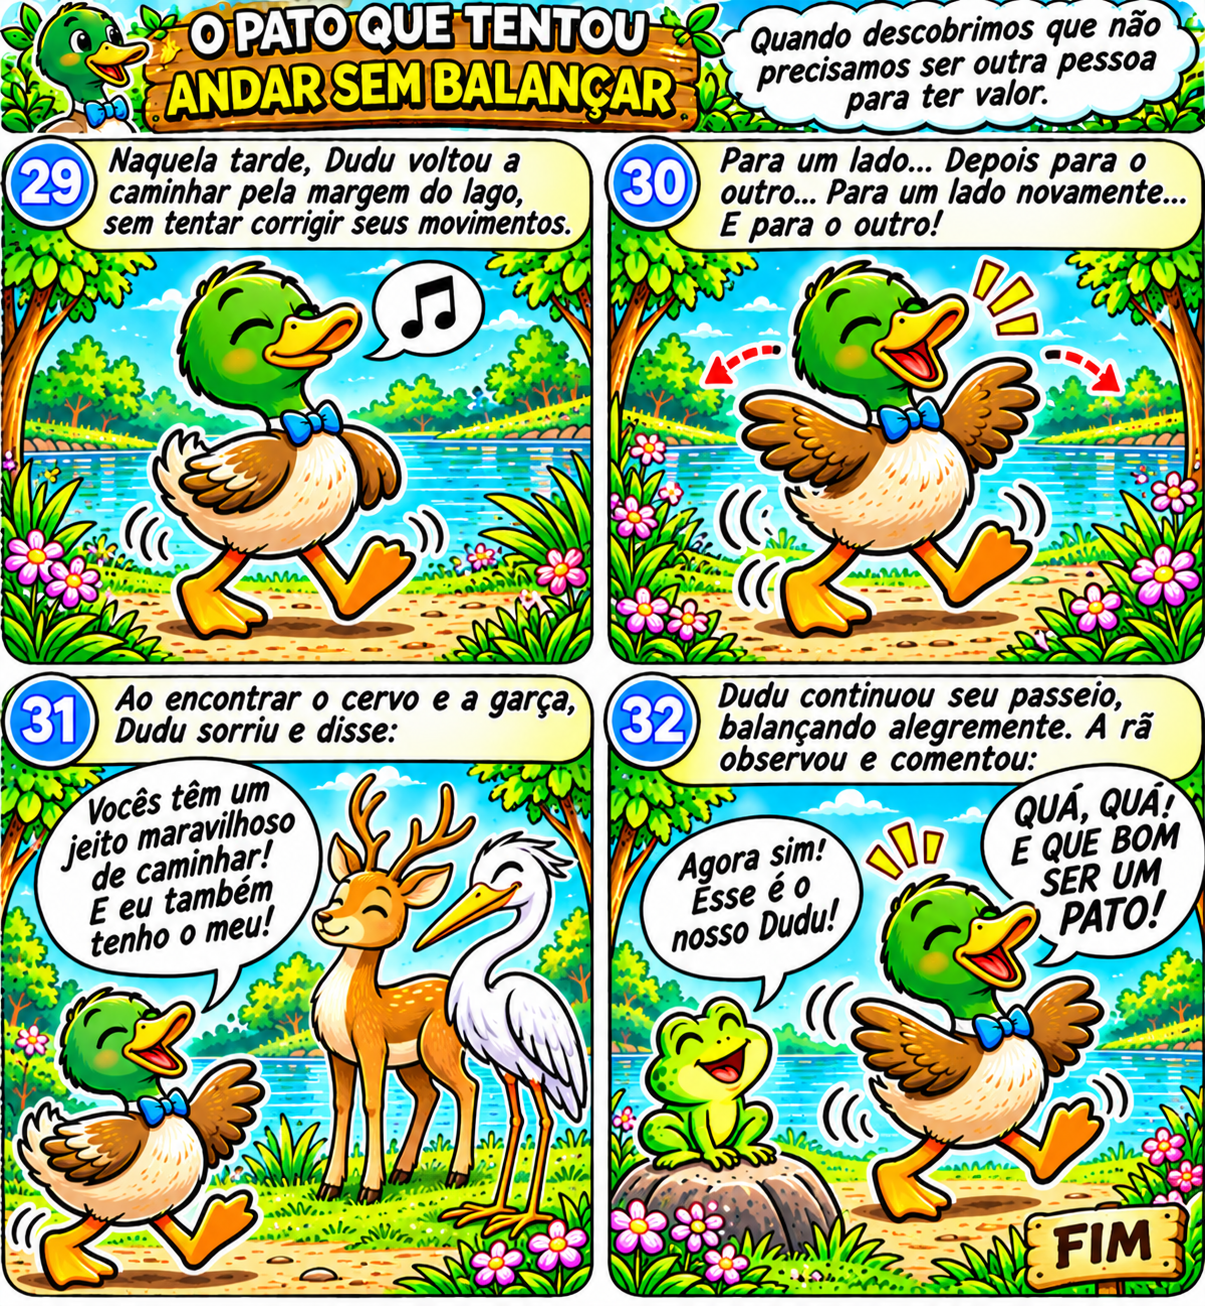 O PATO QUE TENTOU
ANDAR SEM BALANÇAR
Quando descobrimos que não
precisamos ser outra pessoa
para ter valor.
29
Naquela tarde, Dudu voltou a
caminhar pela margem do lago,
sem tentar corrigir seus movimentos.
30
Para um lado... Depois para o
outro... Para um lado novamente...
E para o outro!
31
Ao encontrar o cervo e a garça,
Dudu sorriu e disse:
Vocês têm um
jeito maravilhoso
de caminhar!
E eu também
tenho o meu!
32
Dudu continuou seu passeio,
balançando alegremente. A rã
observou e comentou:
Agora sim!
Esse é o
nosso Dudu!
QUÁ, QUÁ!
E QUE BOM
SER UM
PATO!
FIM